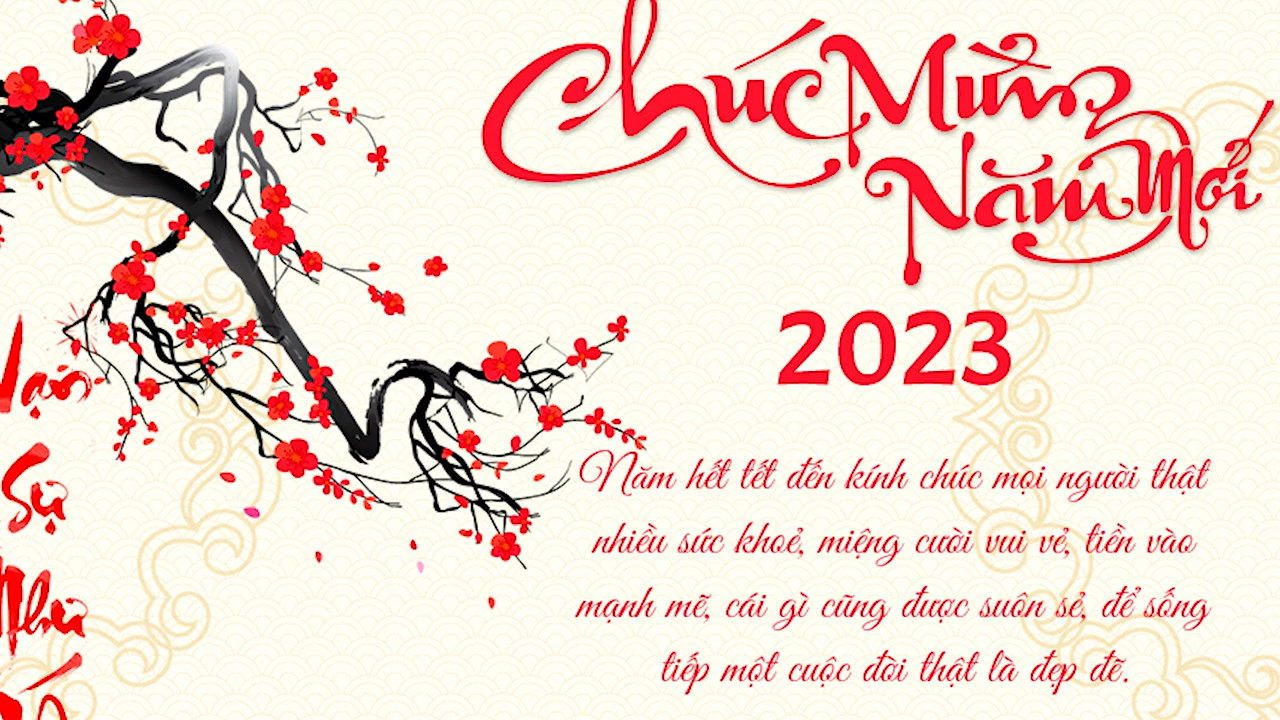 Chúc Mừng
Năm Mới
2023
Năm hết tết đến kính chúc mọi người thật
nhiều sức khoẻ, miệng cười vui vẻ, tiền vào
mạnh mẽ, cái gì cũng được suôn sẻ, để sống
tiếp một cuộc đời thật là đẹp đẽ.
Sự
Như